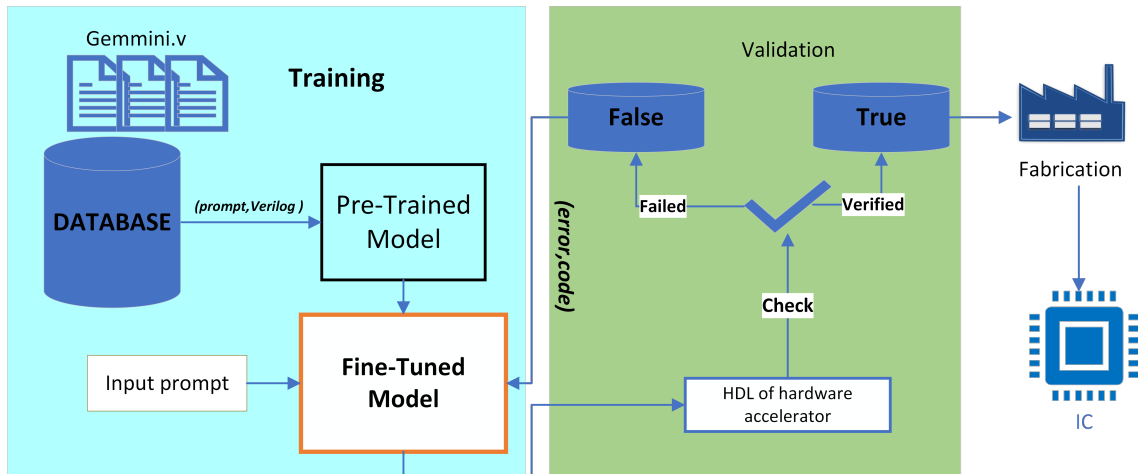 Gemmini.v
Training
DATABASE
(prompt,Verilog )
Pre-Trained
Model
Input prompt
Fine-Tuned
Model
(error,code)
Validation
False
True
Failed
Verified
Check
HDL of hardware
accelerator
Fabrication
IC